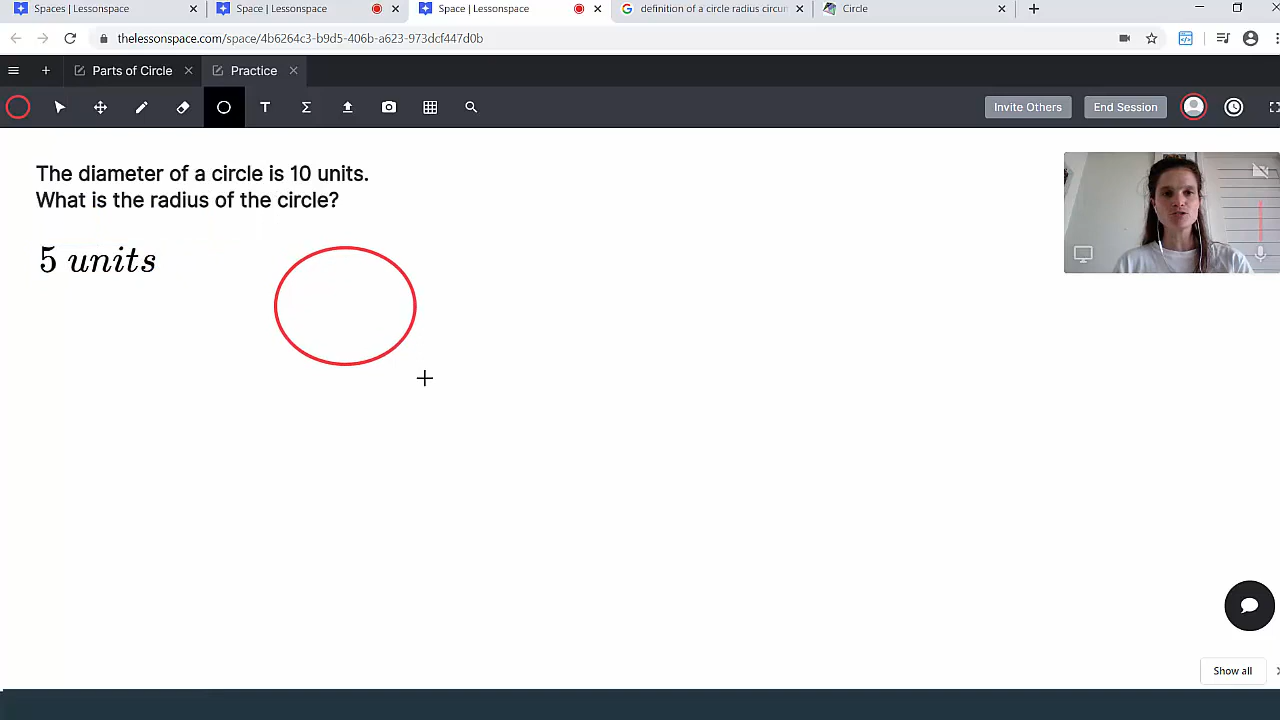 Spaces | Lessonspace
Space | Lessonspace
Space | Lessonspace
definition of a circle radius circun
Circle
thelessonspace.com/space/4b6264c3-b9d5-406b-a623-973dcf447d0b
Parts of Circle
Practice
T
Σ
Invite Others
End Session
The diameter of a circle is 10 units.
What is the radius of the circle?
5 units
Show all